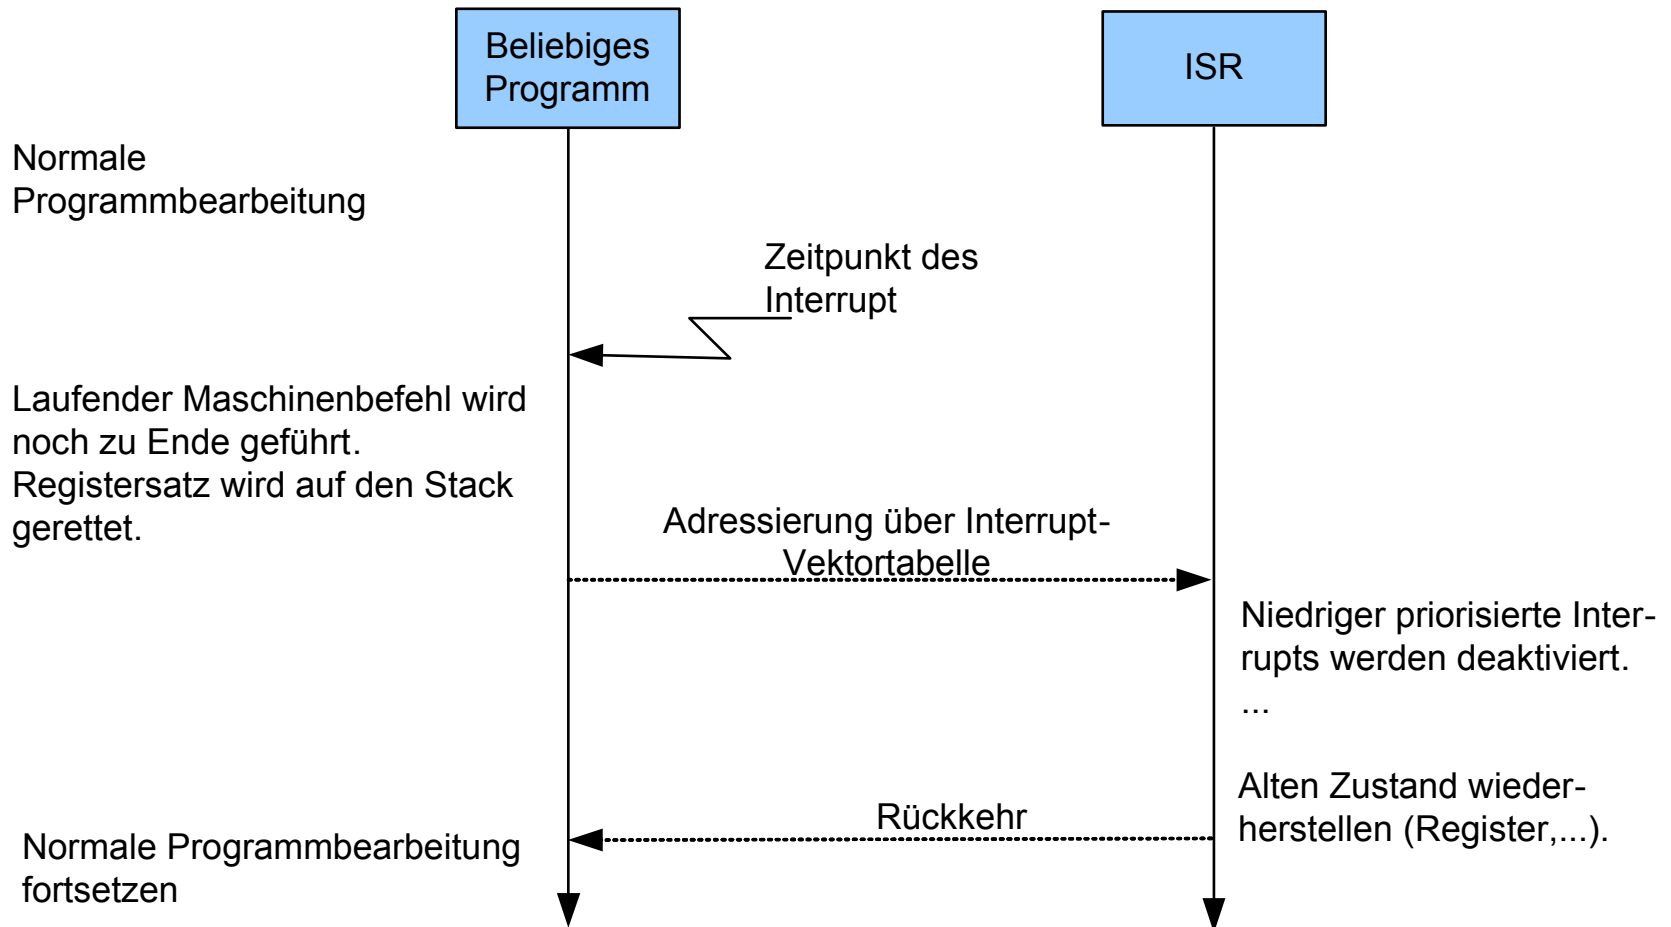 Beliebiges
Programm
ISR
Normale
Programmbearbeitung
Zeitpunkt des
Interrupt
Laufender Maschinenbefehl wird
noch zu Ende geführt.
Registersatz wird auf den Stack
gerettet.
Adressierung über Interrupt-
Vektortabelle
Niedriger priorisierte Inter-
rupts werden deaktiviert.
...
Alten Zustand wieder-
herstellen (Register,...).
Rückkehr
Normale Programmbearbeitung
fortsetzen